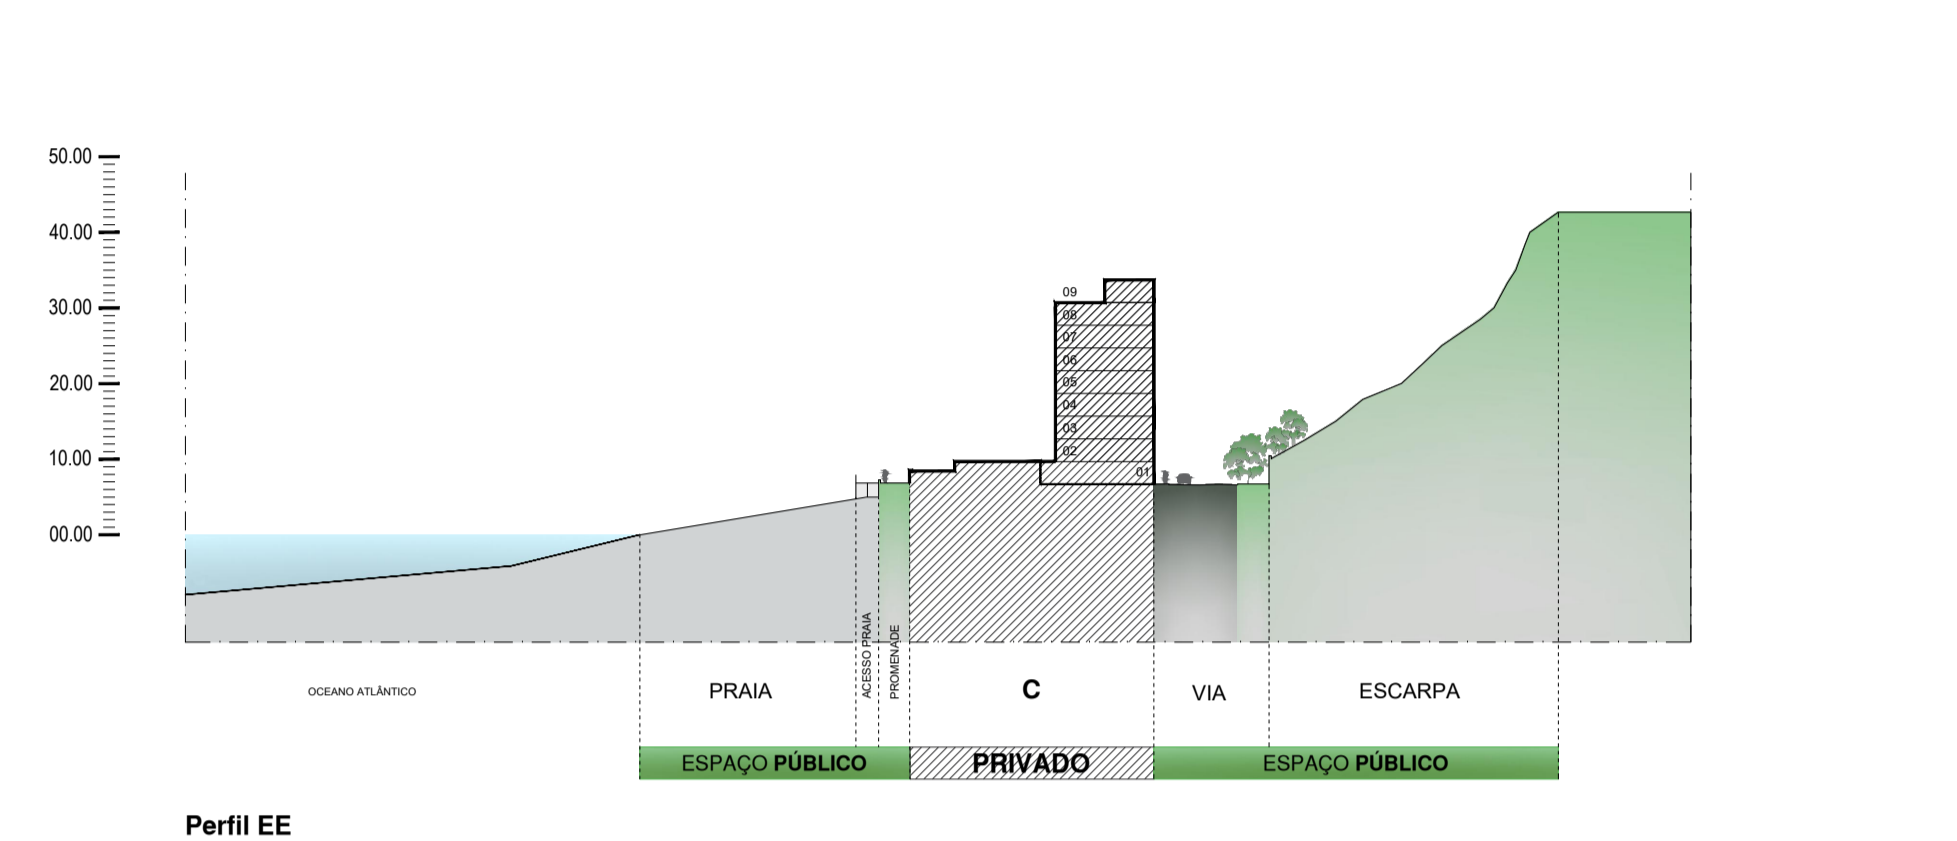 50.00
40.00
30.00
20.00
10.00
00.00
09
08
07
06
05
04
03
02
01
OCEANO ATLÂNTICO
PRAIA
ACESSO PRAIA
PROMENADE
C
VIA
ESCARPA
ESPAÇO PÚBLICO
PRIVADO
ESPAÇO PÚBLICO
Perfil EE